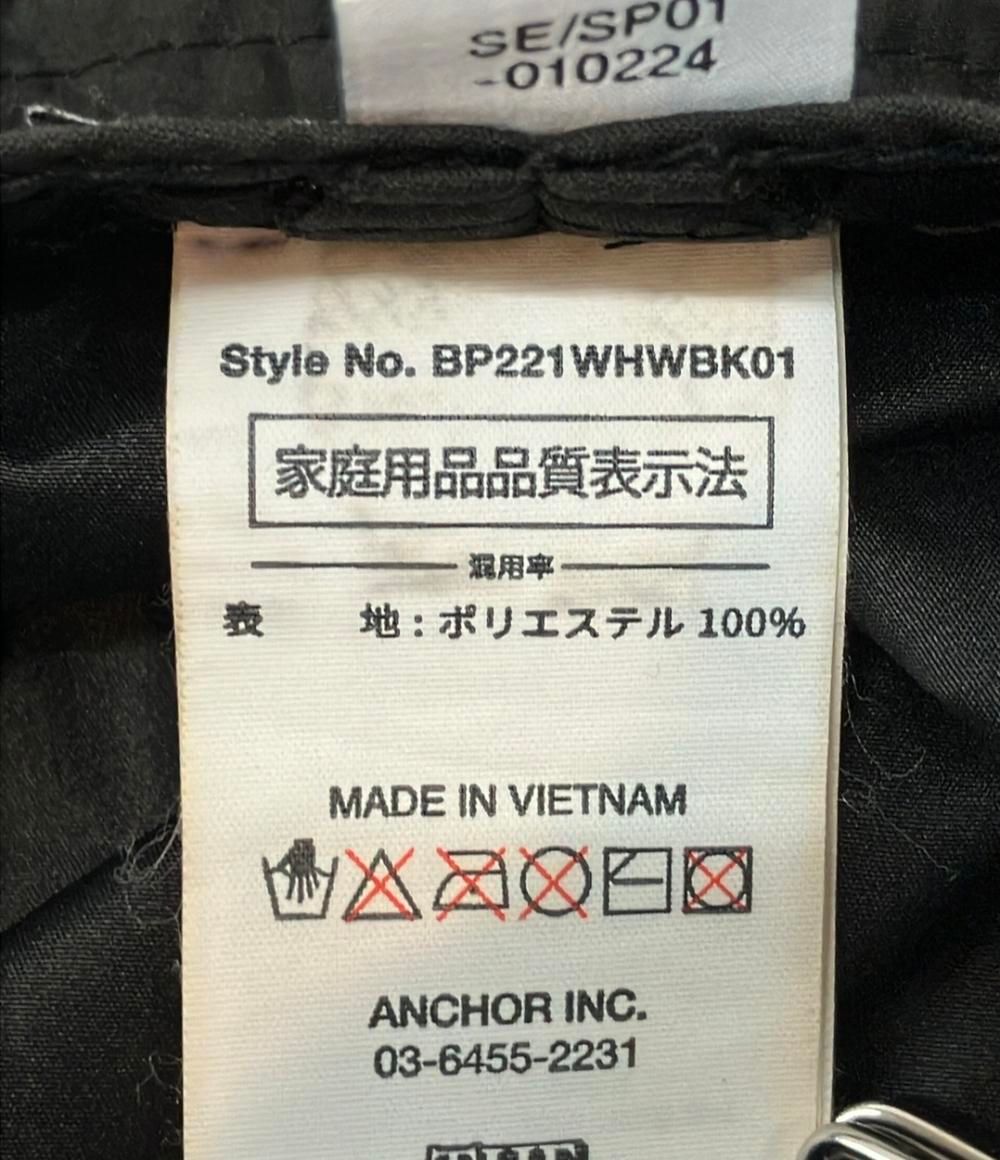 SE/SP01
-010224
Style No. BP221WHWBK01
家庭用品品質表示法
混用率
表 地 : ポリエステル 100%
MADE IN VIETNAM
ANCHOR INC.
03-6455-2231